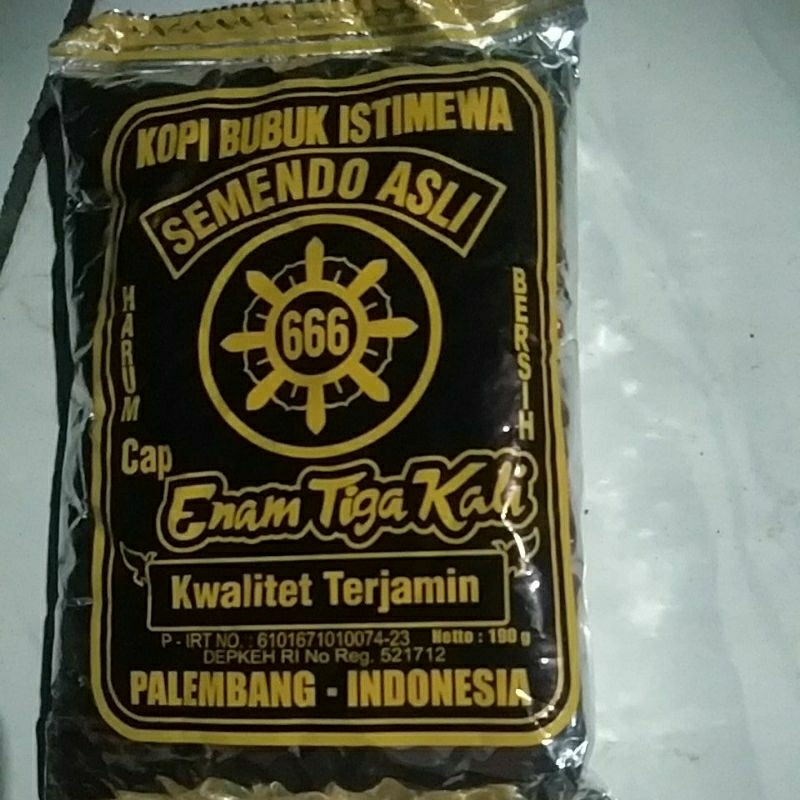 KOPI BUBUK ISTIMEWA
SEMENDO ASLI
666
HARUM
BERSIH
Cap
Enam Tiga Kali
Kwalitet Terjamin
P - IRT NO. : 6101671010074-23 Netto : 190 g
DEPKEH RI No Reg. 521712
PALEMBANG - INDONESIA